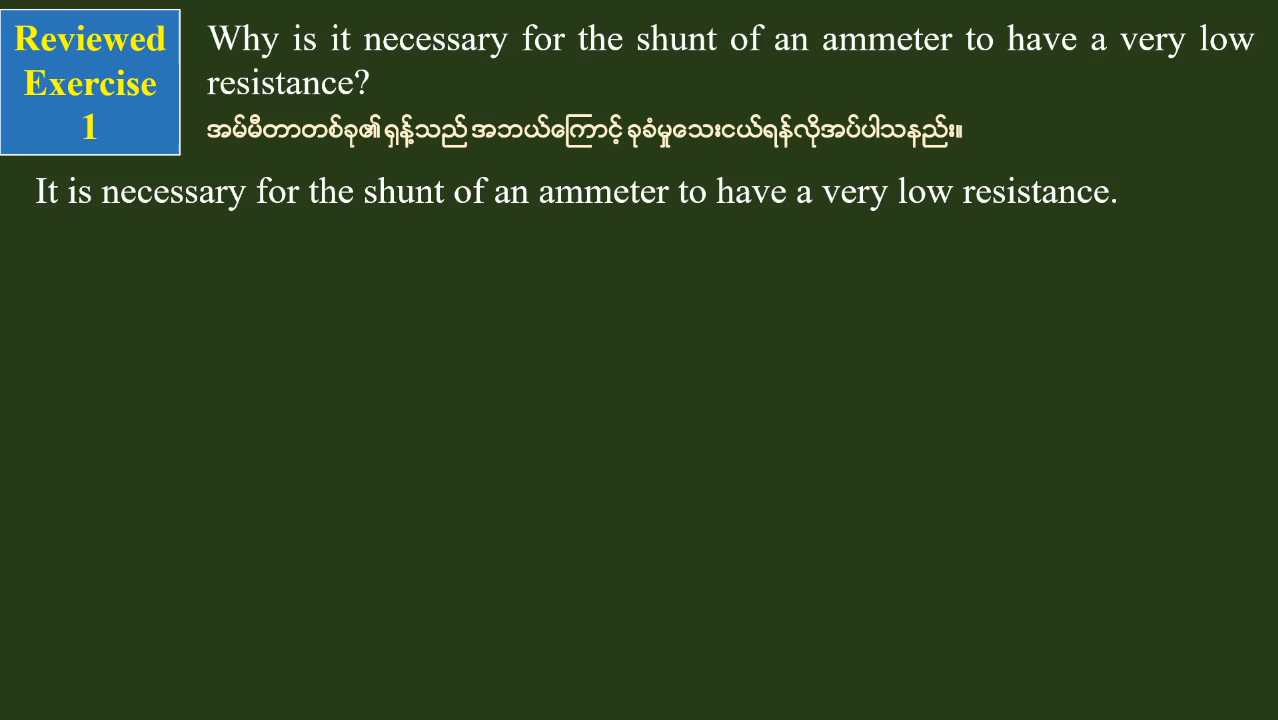 Reviewed
Exercise
1
Why is it necessary for the shunt of an ammeter to have a very low
resistance?
အမ်မီတာတစ်ခု၏ ရှန့်သည် အဘယ်ကြောင့် ခုခံမှုသေးငယ်ရန်လိုအပ်ပါသနည်း။
It is necessary for the shunt of an ammeter to have a very low resistance.